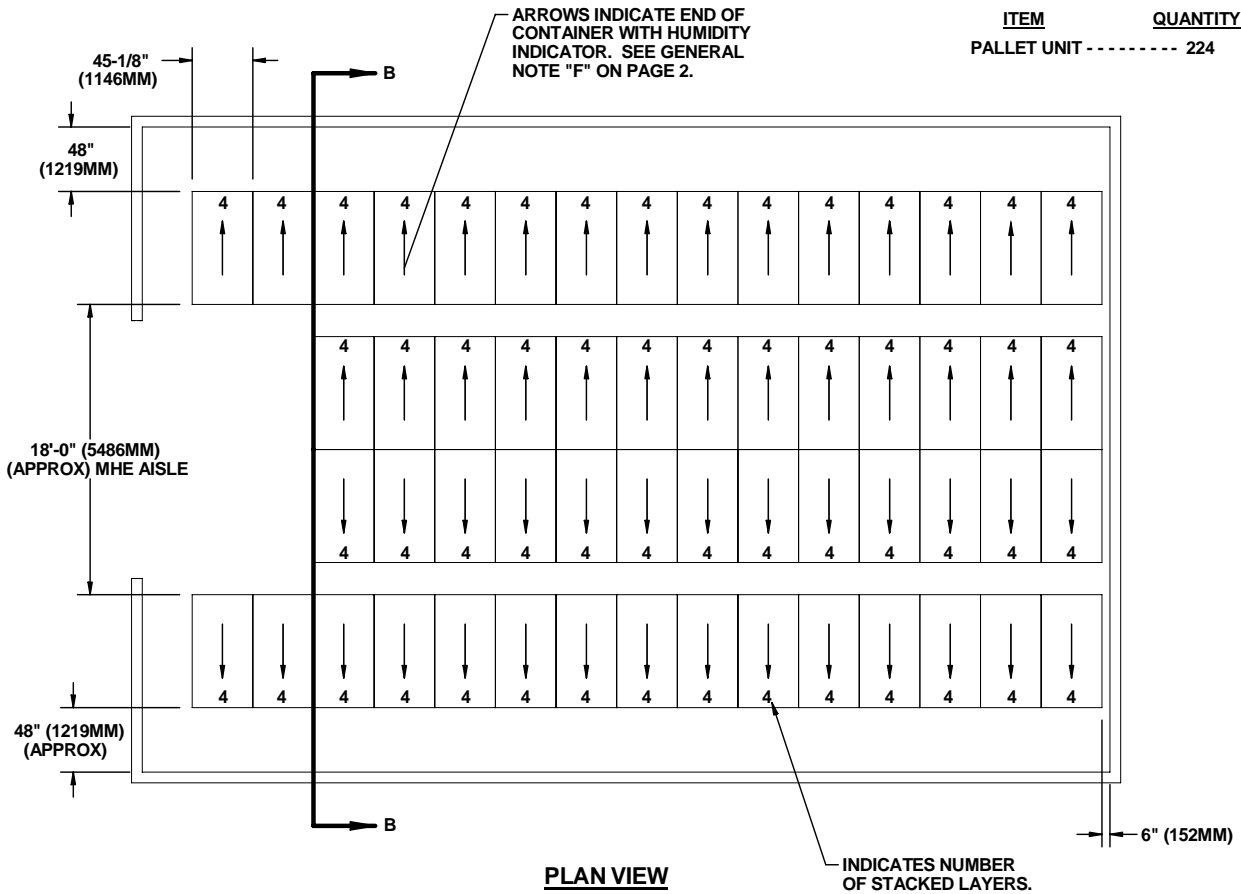 ARROWS INDICATE END OF
CONTAINER WITH HUMIDITY
INDICATOR. SEE GENERAL
NOTE "F" ON PAGE 2.
ITEM QUANTITY
PALLET UNIT - - - - - - - - - 224
45-1/8"
(1146MM)
B
48"
(1219MM)
4 4 4 4 4 4 4 4 4 4 4 4 4 4 4
4 4 4 4 4 4 4 4 4 4 4 4 4
18'-0" (5486MM)
(APPROX) MHE AISLE
4 4 4 4 4 4 4 4 4 4 4 4 4
4 4 4 4 4 4 4 4 4 4 4 4 4 4 4
48" (1219MM)
(APPROX)
B
6" (152MM)
PLAN VIEW
INDICATES NUMBER
OF STACKED LAYERS.